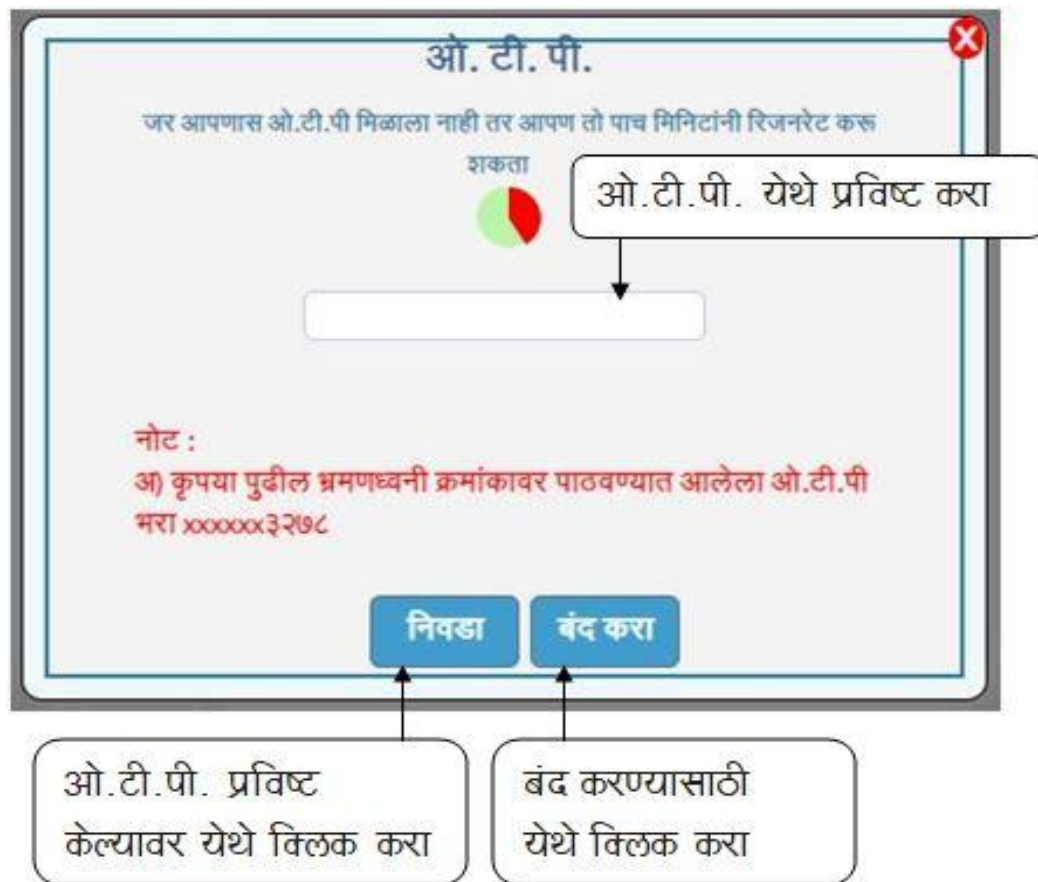 ओ. टी. पी.
X
जर आपणास ओ.टी.पी मिळाला नाही तर आपण तो पाच मिनिटांनी रिजनरेट करू
शकता
ओ.टी.पी. येथे प्रविष्ट करा
नोट :
अ) कृपया पुढील भ्रमणध्वनी क्रमांकावर पाठवण्यात आलेला ओ.टी.पी
भरा xxxxxx३२७८
निवडा
बंद करा
ओ.टी.पी. प्रविष्ट
केल्यावर येथे क्लिक करा
बंद करण्यासाठी
येथे क्लिक करा